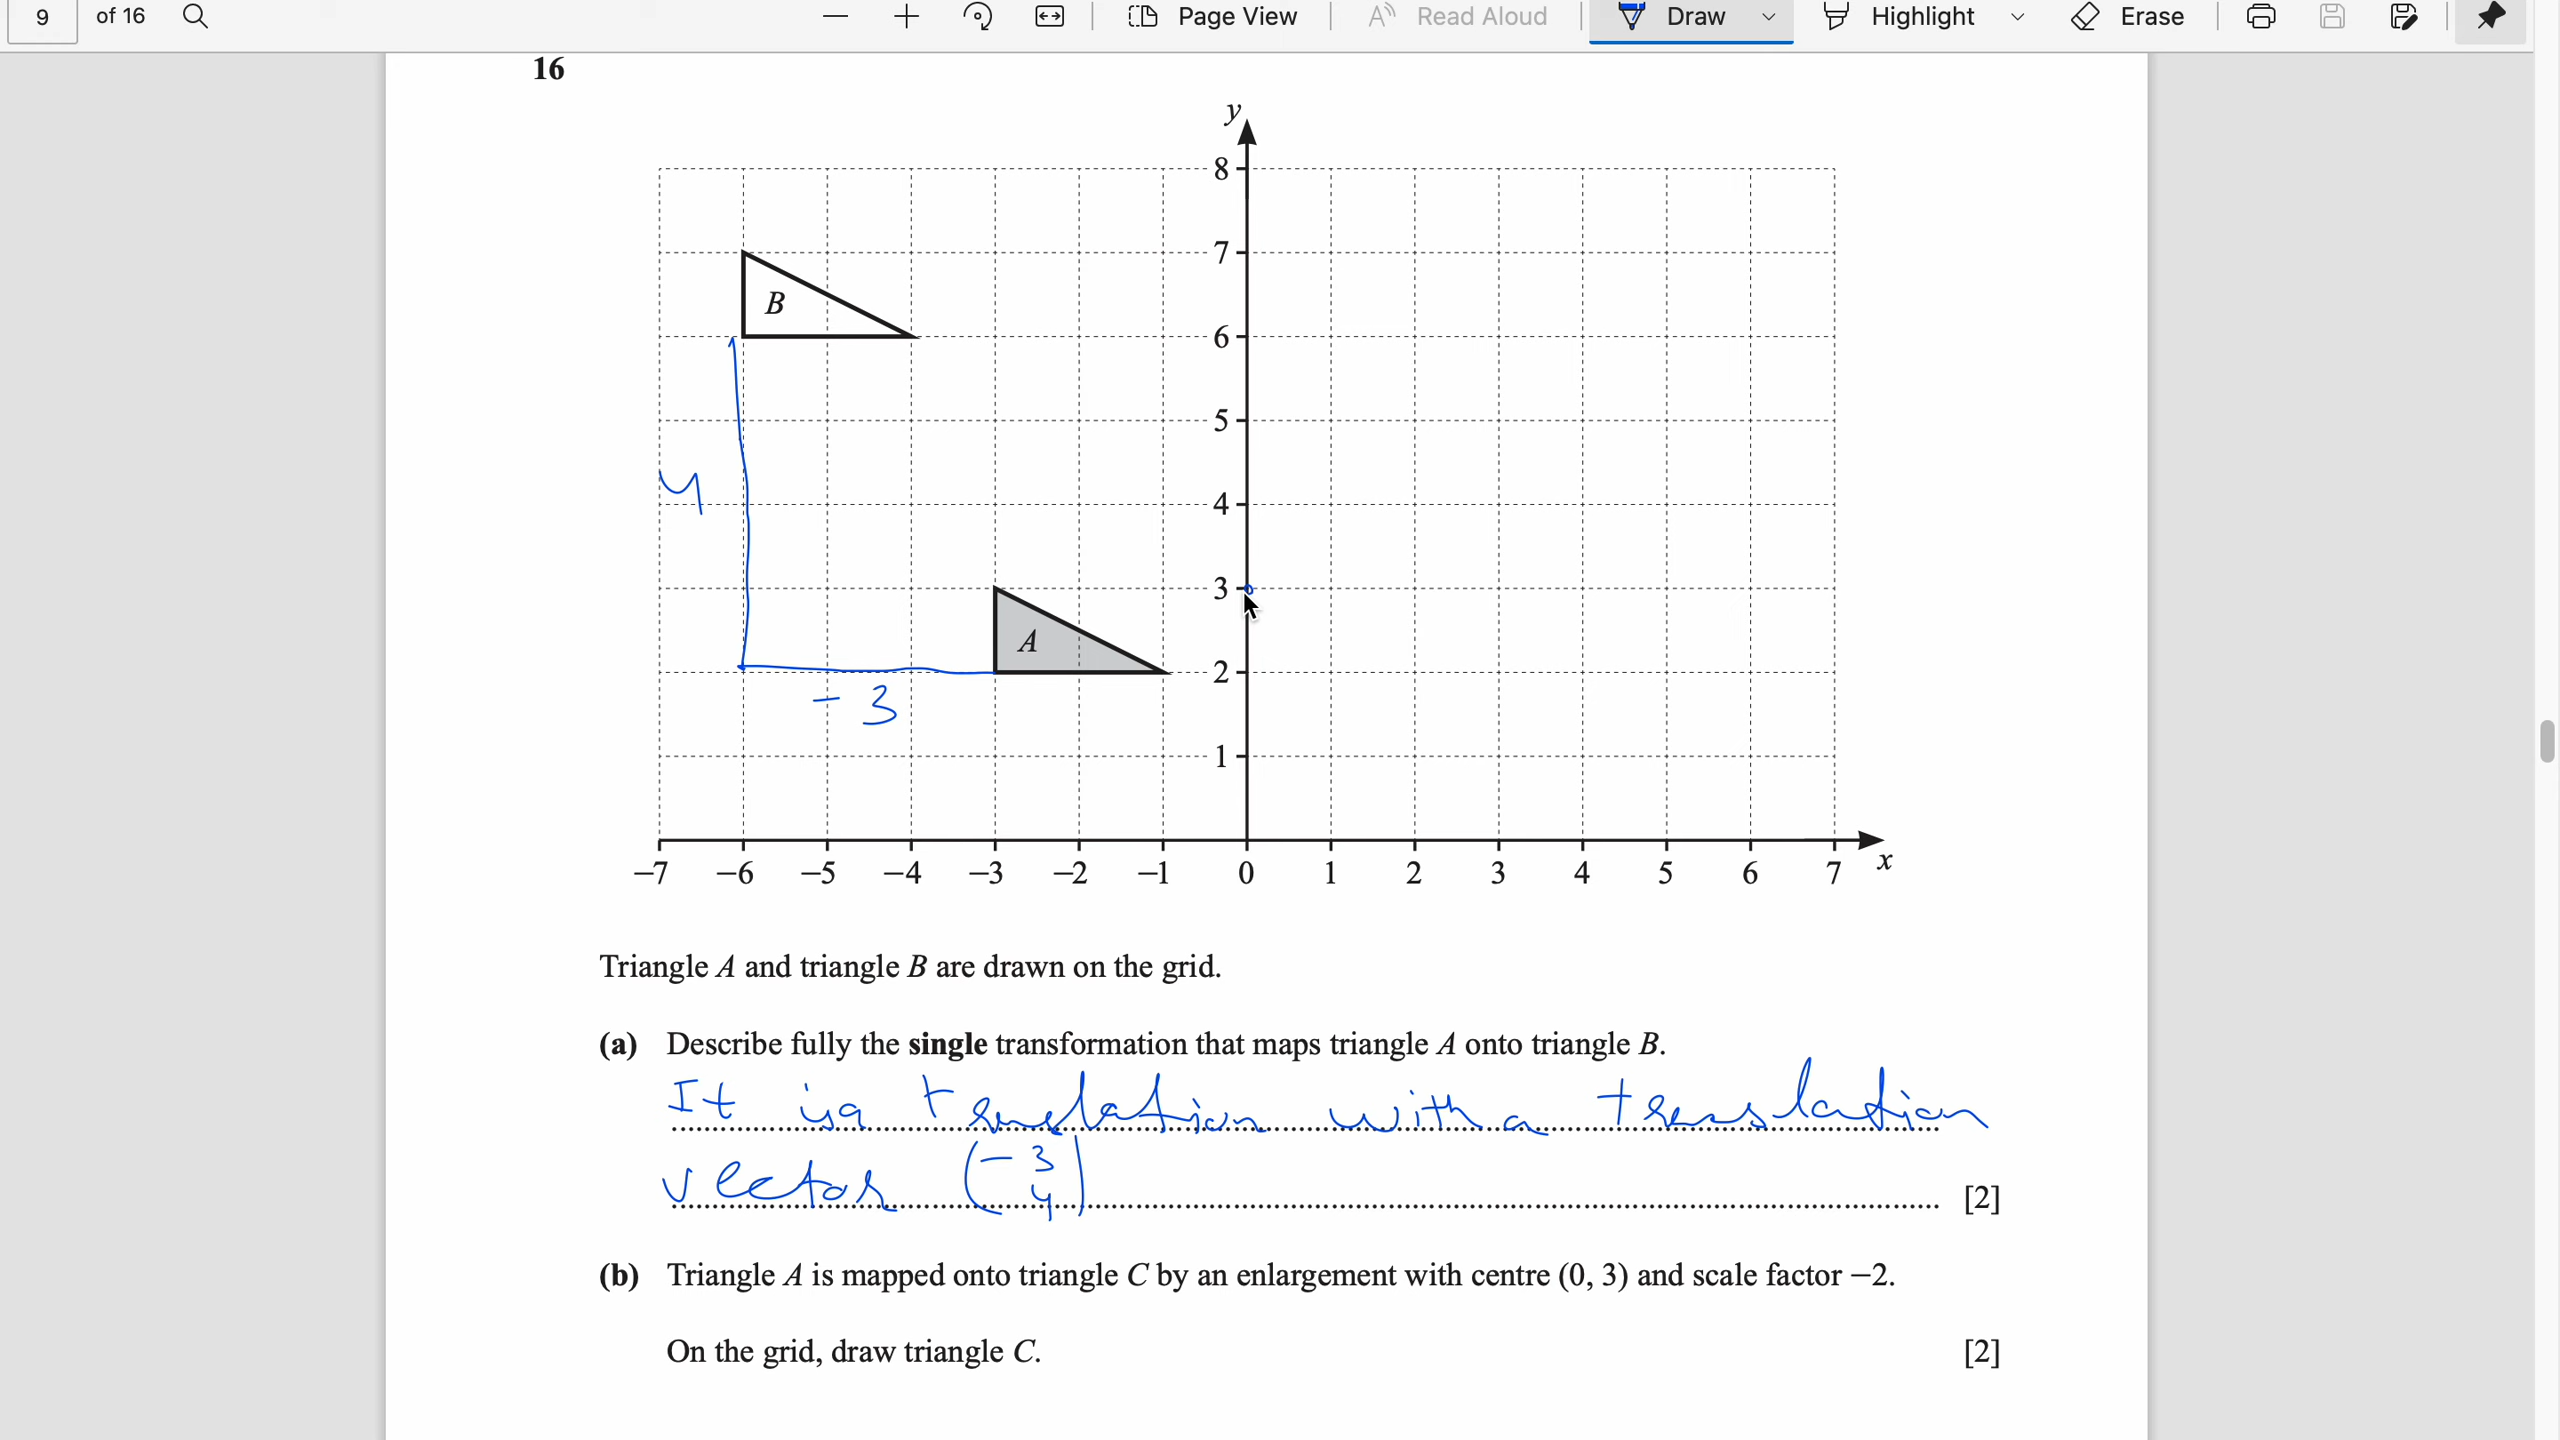 9 of 16 Page View Read Aloud Draw Highlight Erase
16
y
8
7
B
6
5
4
4
3
A
2
- 3
1
−7 −6 −5 −4 −3 −2 −1 0 1 2 3 4 5 6 7 x
Triangle A and triangle B are drawn on the grid.
(a) Describe fully the single transformation that maps triangle A onto triangle B.
It is a translation with a translation
vector (-3 4) [2]
(b) Triangle A is mapped onto triangle C by an enlargement with centre (0, 3) and scale factor −2.
On the grid, draw triangle C. [2]